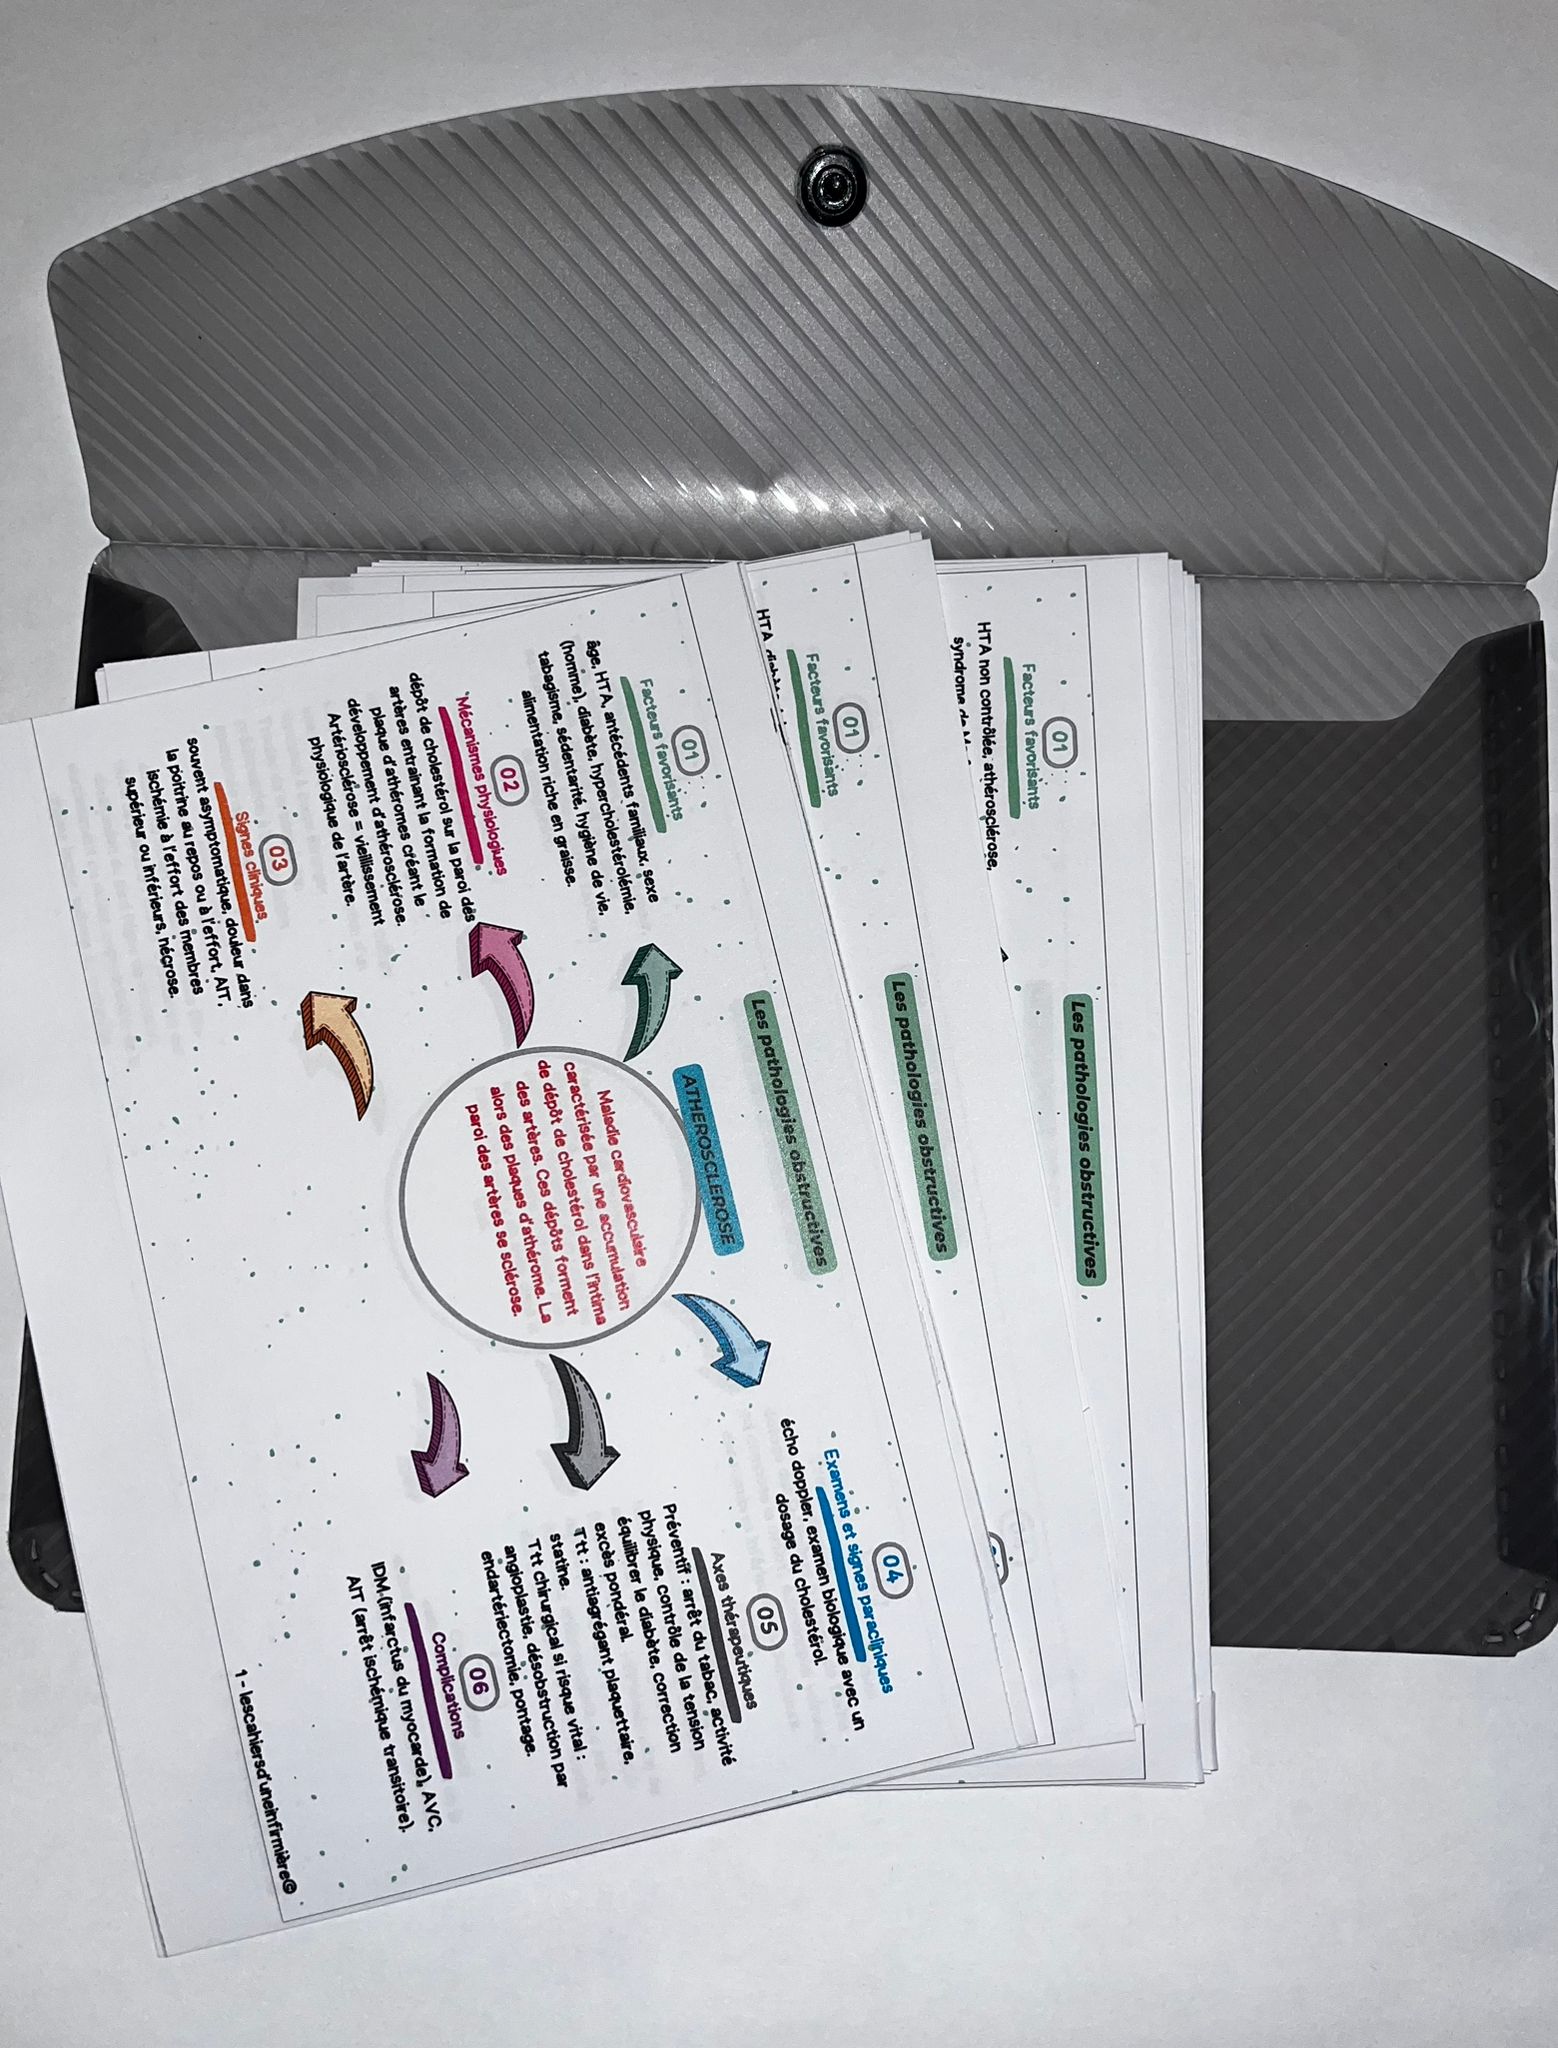 Les pathologies obstructives
ATHEROSCLEROSE
Maladie cardiovasculaire
caractérisée par une accumulation
de dépôt de cholestérol dans l'intima
des artères. Ces dépôts forment
alors des plaques d'athérome. La
paroi des artères se sclérose.
01
Facteurs favorisants
âge, HTA, antécédents familiaux, sexe
(homme), diabète, hypercholestérolémie,
tabagisme, sédentarité, hygiène de vie,
alimentation riche en graisse.
02
Mécanismes physiologiques
dépôt de cholestérol sur la paroi des
artères entrainant la formation de
plaque d'athéromes créant le
développement d'athérosclérose.
Artériosclérose = vieillissement
physiologique de l'artère.
03
Signes cliniques
souvent asymptomatique, douleur dans
la poitrine au repos ou à l'effort, AIT,
ischémie à l'effort des membres
supérieur ou inférieurs, nécrose.
04
Examens et signes paracliniques
écho doppler, examen biologique avec un
dosage du cholestérol.
05
Axes thérapeutiques
Préventif : arrêt du tabac, activité
physique, contrôle de la tension
équilibrer le diabète, correction
excès pondéral.
Ttt : antiagrégant plaquettaire,
statine.
Ttt chirurgical si risque vital :
angioplastie, désobstruction par
endartériectomie, pontage.
06
Complications
IDM (infarctus du myocarde), AVC,
AIT (arrêt ischémique transitoire).
1 - lescahiersd'uneinfirmière©
Les pathologies obstructives
01
Facteurs favorisants
HTA
Les pathologies obstructives
01
Facteurs favorisants
HTA non contrôlée, athérosclérose,
syndrome de